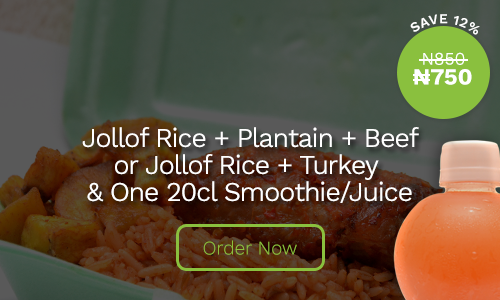 SAVE 12%
₦850
₦750
Jollof Rice + Plantain + Beef
or Jollof Rice + Turkey
& One 20cl Smoothie/Juice
Order Now